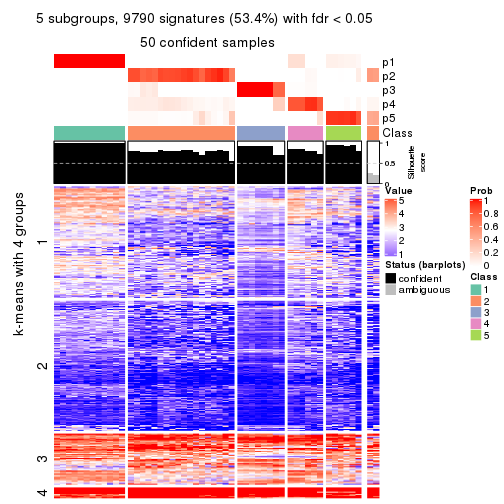 5 subgroups, 9790 signatures (53.4%) with fdr < 0.05
50 confident samples
p1
p2
p3
p4
p5
Class
1
0.5
0
Silhouette
score
k-means with 4 groups
1
2
3
4
Value
5
4
3
2
1
Status (barplots)
confident
ambiguous
Prob
1
0.8
0.6
0.4
0.2
0
Class
1
2
3
4
5